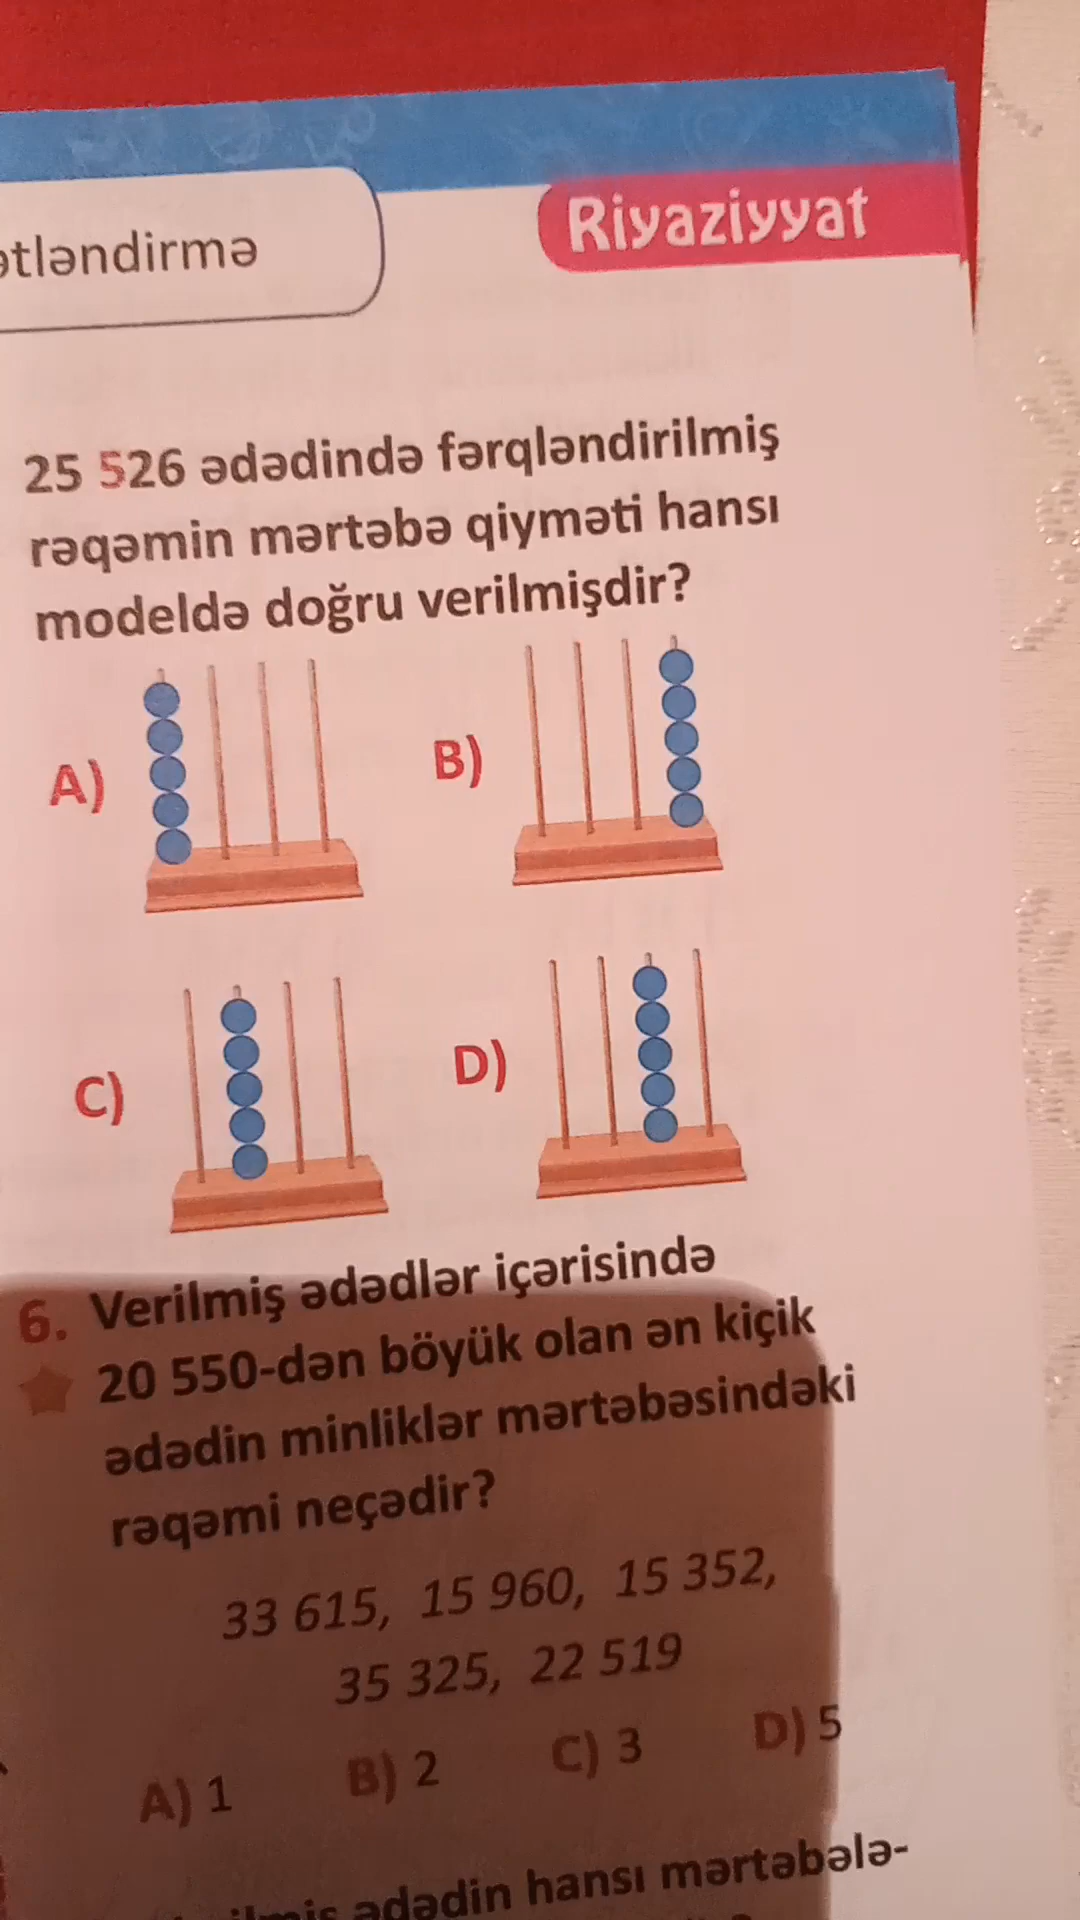 ətləndirmə
Riyaziyyat
25 526 ədədində fərqləndirilmiş
rəqəmin mərtəbə qiyməti hansı
modeldə doğru verilmişdir?
A)
B)
C)
D)
6. Verilmiş ədədlər içərisində
20 550-dən böyük olan ən kiçik
ədədin minliklər mərtəbəsindəki
rəqəmi neçədir?
33 615, 15 960, 15 352,
35 325, 22 519
A) 1 B) 2 C) 3 D) 5
ədədin hansı mərtəbələ-